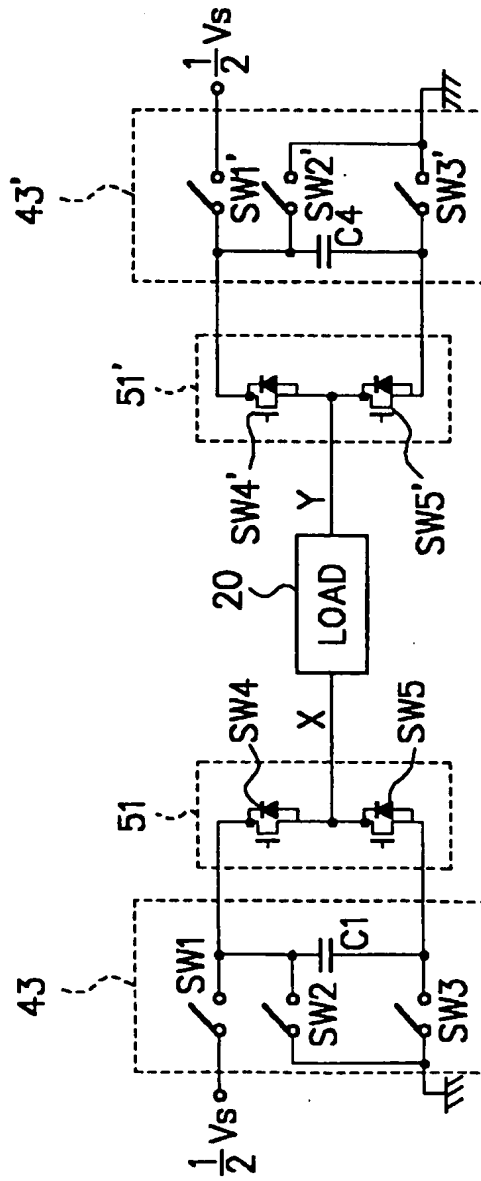 43
51
20
51'
43'
1/2 Vs
SW1
SW2
C1
SW3
SW4
SW5
X
LOAD
Y
SW4'
SW5'
SW1'
SW2'
C4
SW3'
1/2 Vs